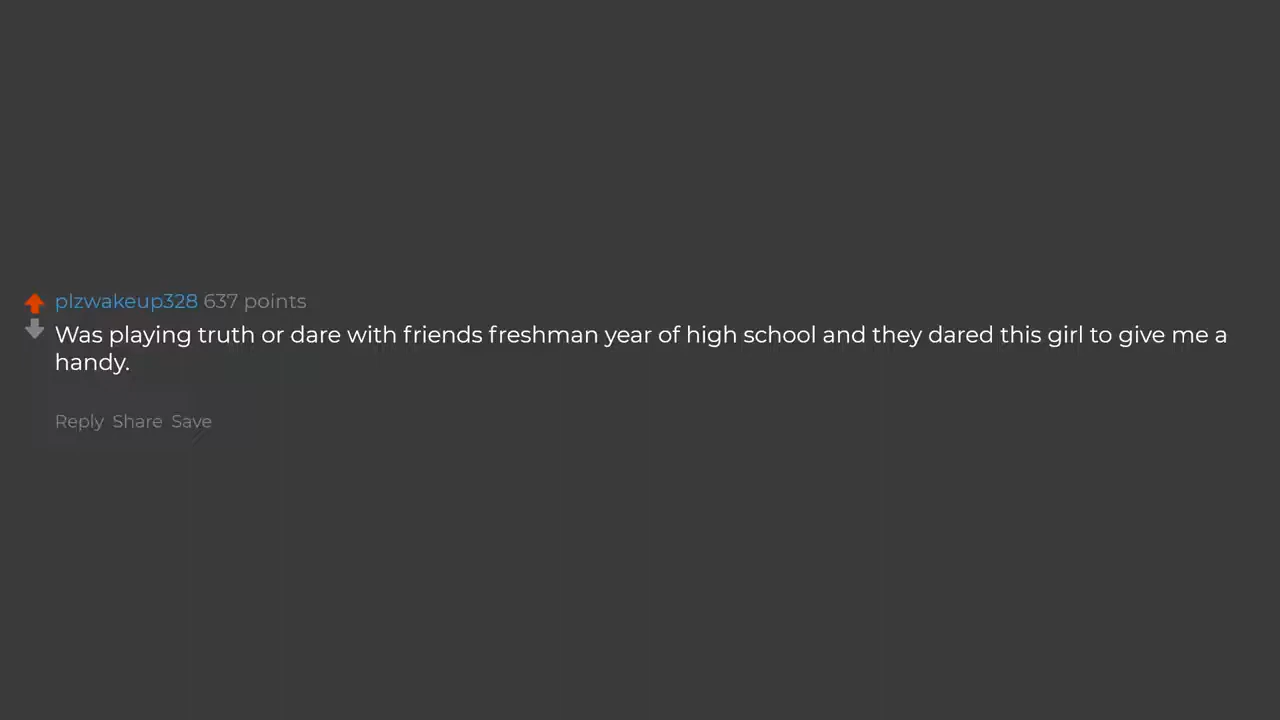 plzwakeup328 637 points
Was playing truth or dare with friends freshman year of high school and they dared this girl to give me a
handy.
Reply Share Save